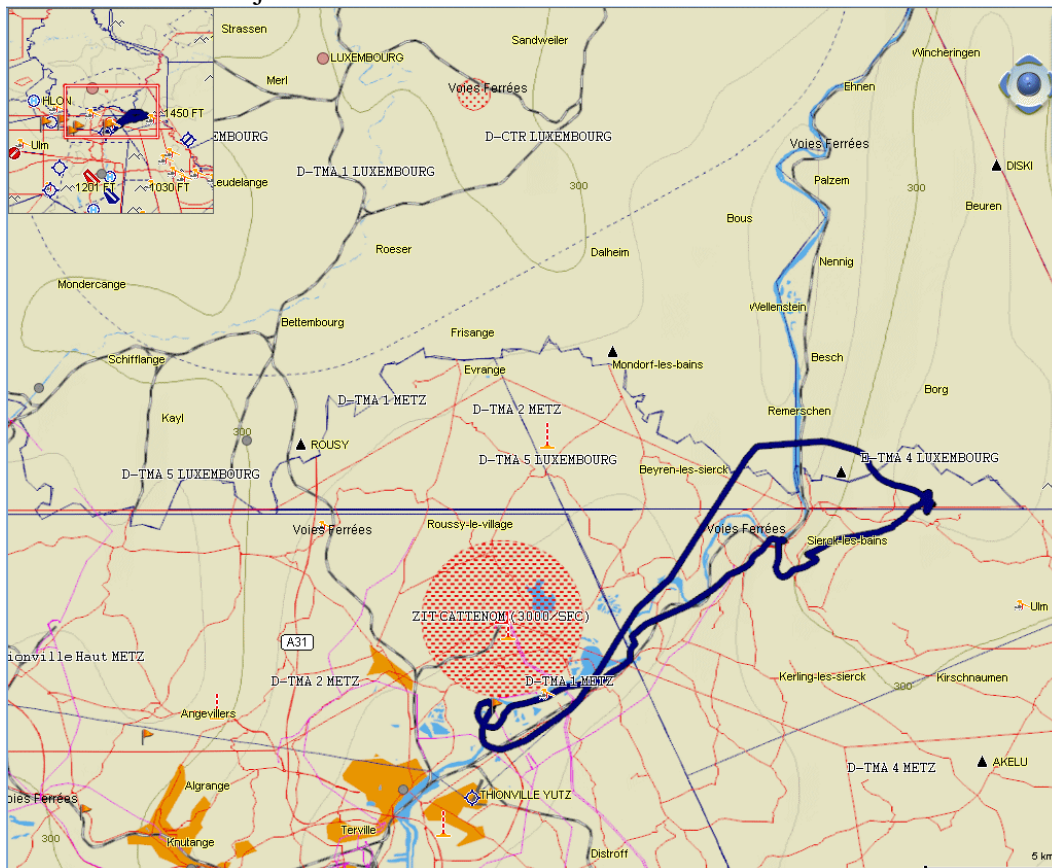 Strassen
Sandweiler
Wincheringen
LUXEMBOURG
Merl
Voies Ferrées
Ehnen
HLON
1450 FT
EMBOURG
D-CTR LUXEMBOURG
Voies Ferrées
Ulm
DISKI
D-TMA 1 LUXEMBOURG
Palzem
Leudelange
300
300
1201 FT
1030 FT
Beuren
Bous
Roeser
Dalheim
Nennig
Mondercange
Wellenstein
Bettembourg
Frisange
Schifflange
Evrange
Mondorf-les-bains
Besch
Borg
D-TMA 1 METZ
D-TMA 2 METZ
Remerschen
Kayl
300
ROUSY
D-TMA 5 LUXEMBOURG
D-TMA 5 LUXEMBOURG
Beyren-les-sierck
E-TMA 4 LUXEMBOURG
Voies Ferrées
Roussy-le-village
Voies Ferrées
Sierck-les-bains
Ulm
ZIT CATTENOM (3000/SFC)
A31
ionville Haut METZ
D-TMA 2 METZ
D-TMA 1 METZ
Kerling-les-sierck
Kirschnaumen
300
Angevillers
AKELU
D-TMA 4 METZ
Algrange
oies Ferrées
THIONVILLE YUTZ
Terville
300
Knutange
Distroff
5 km